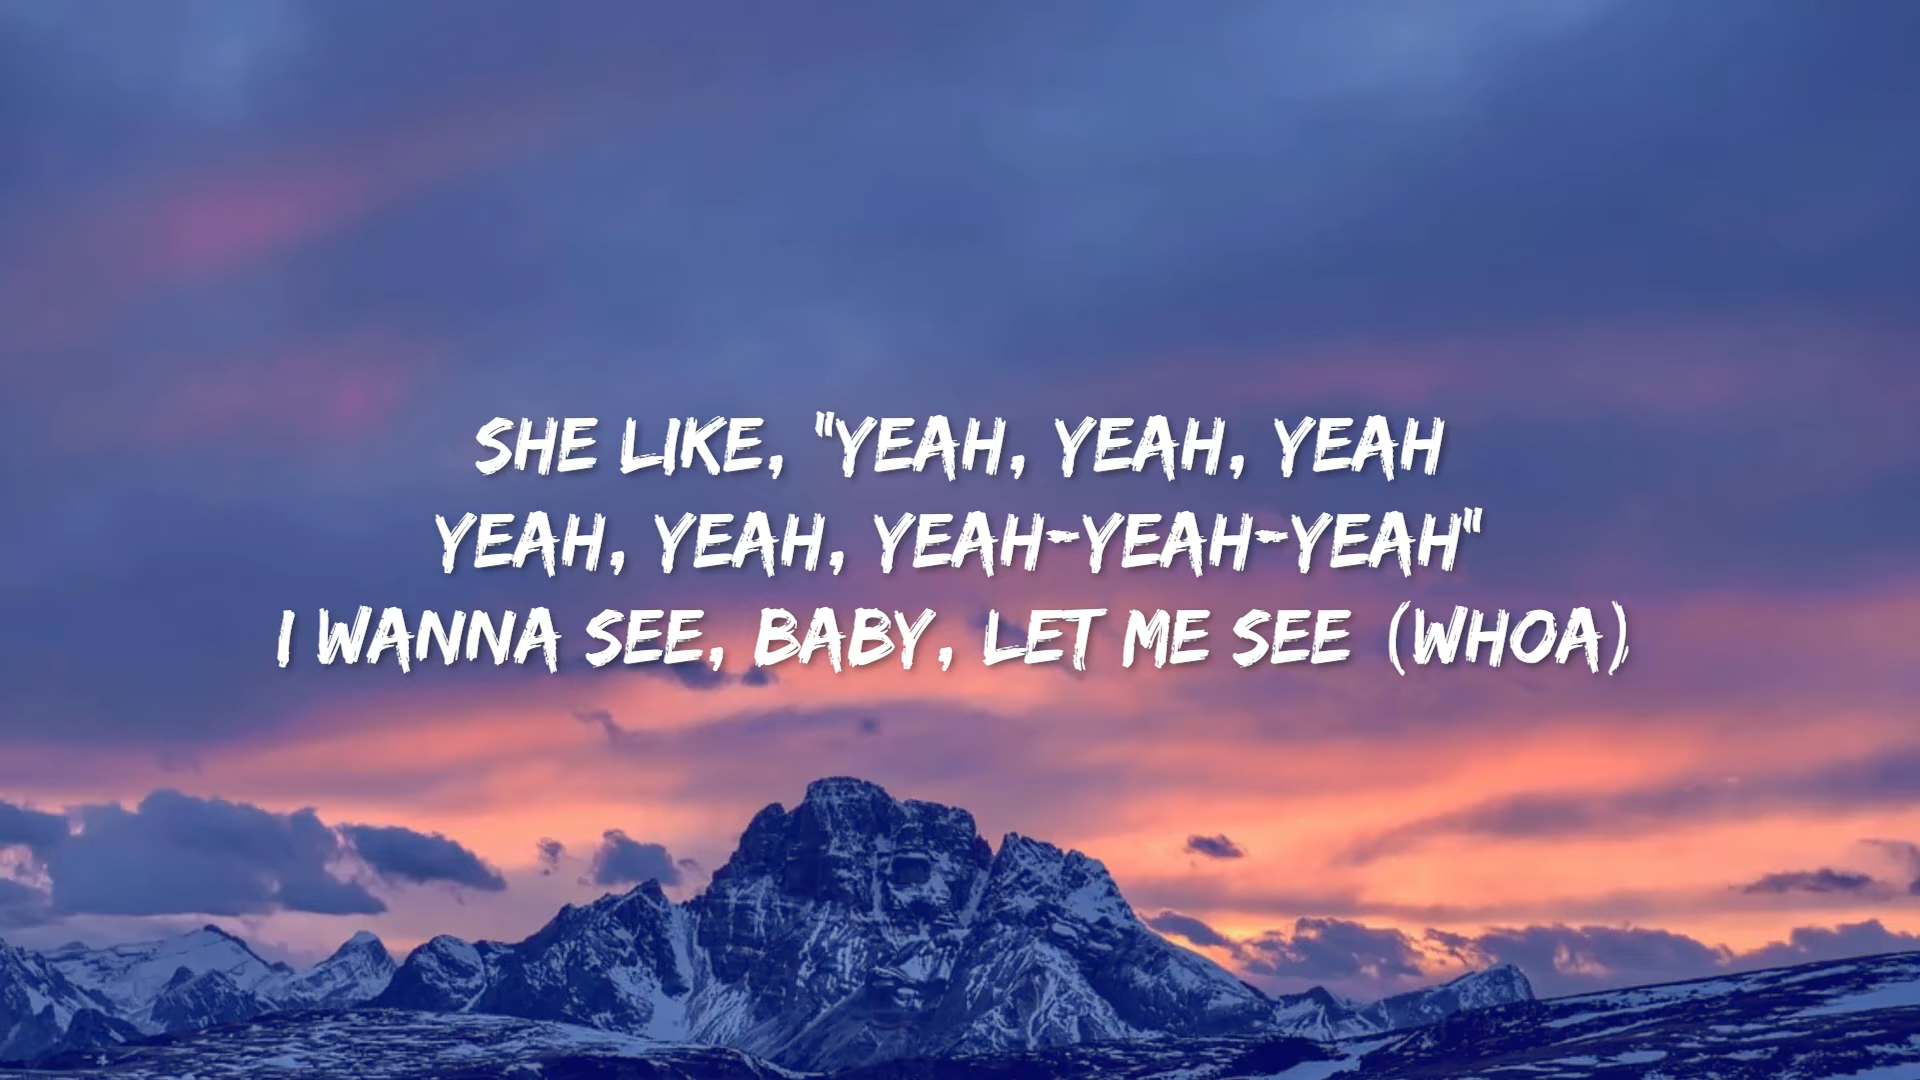 SHE LIKE, "YEAH, YEAH, YEAH
YEAH, YEAH, YEAH-YEAH-YEAH"
I WANNA SEE, BABY, LET ME SEE (WHOA)